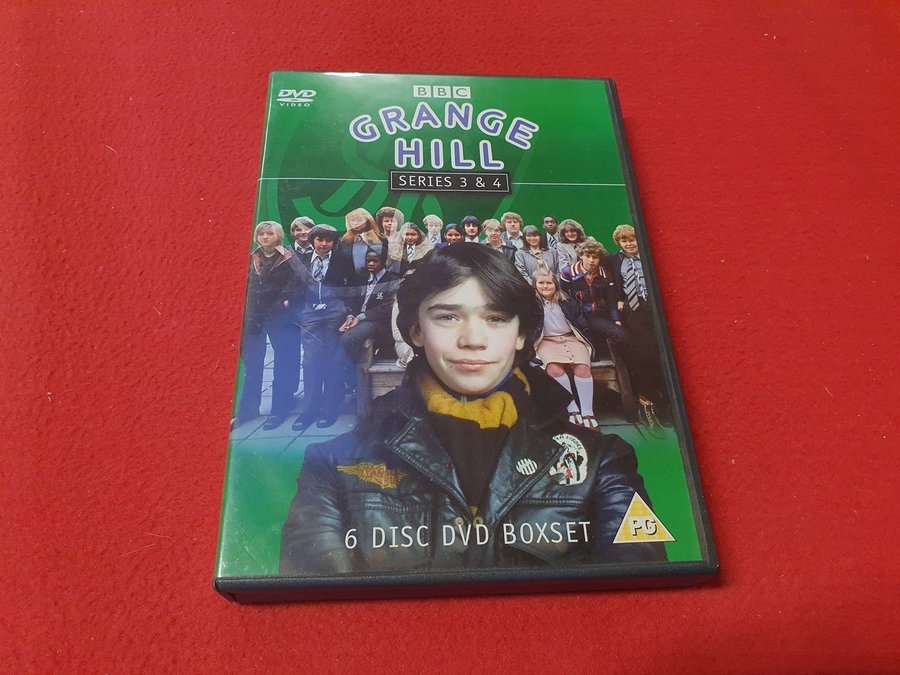 DVD
VIDEO
BBC
GRANGE
HILL
SERIES 3 & 4
6 DISC DVD BOXSET
PG